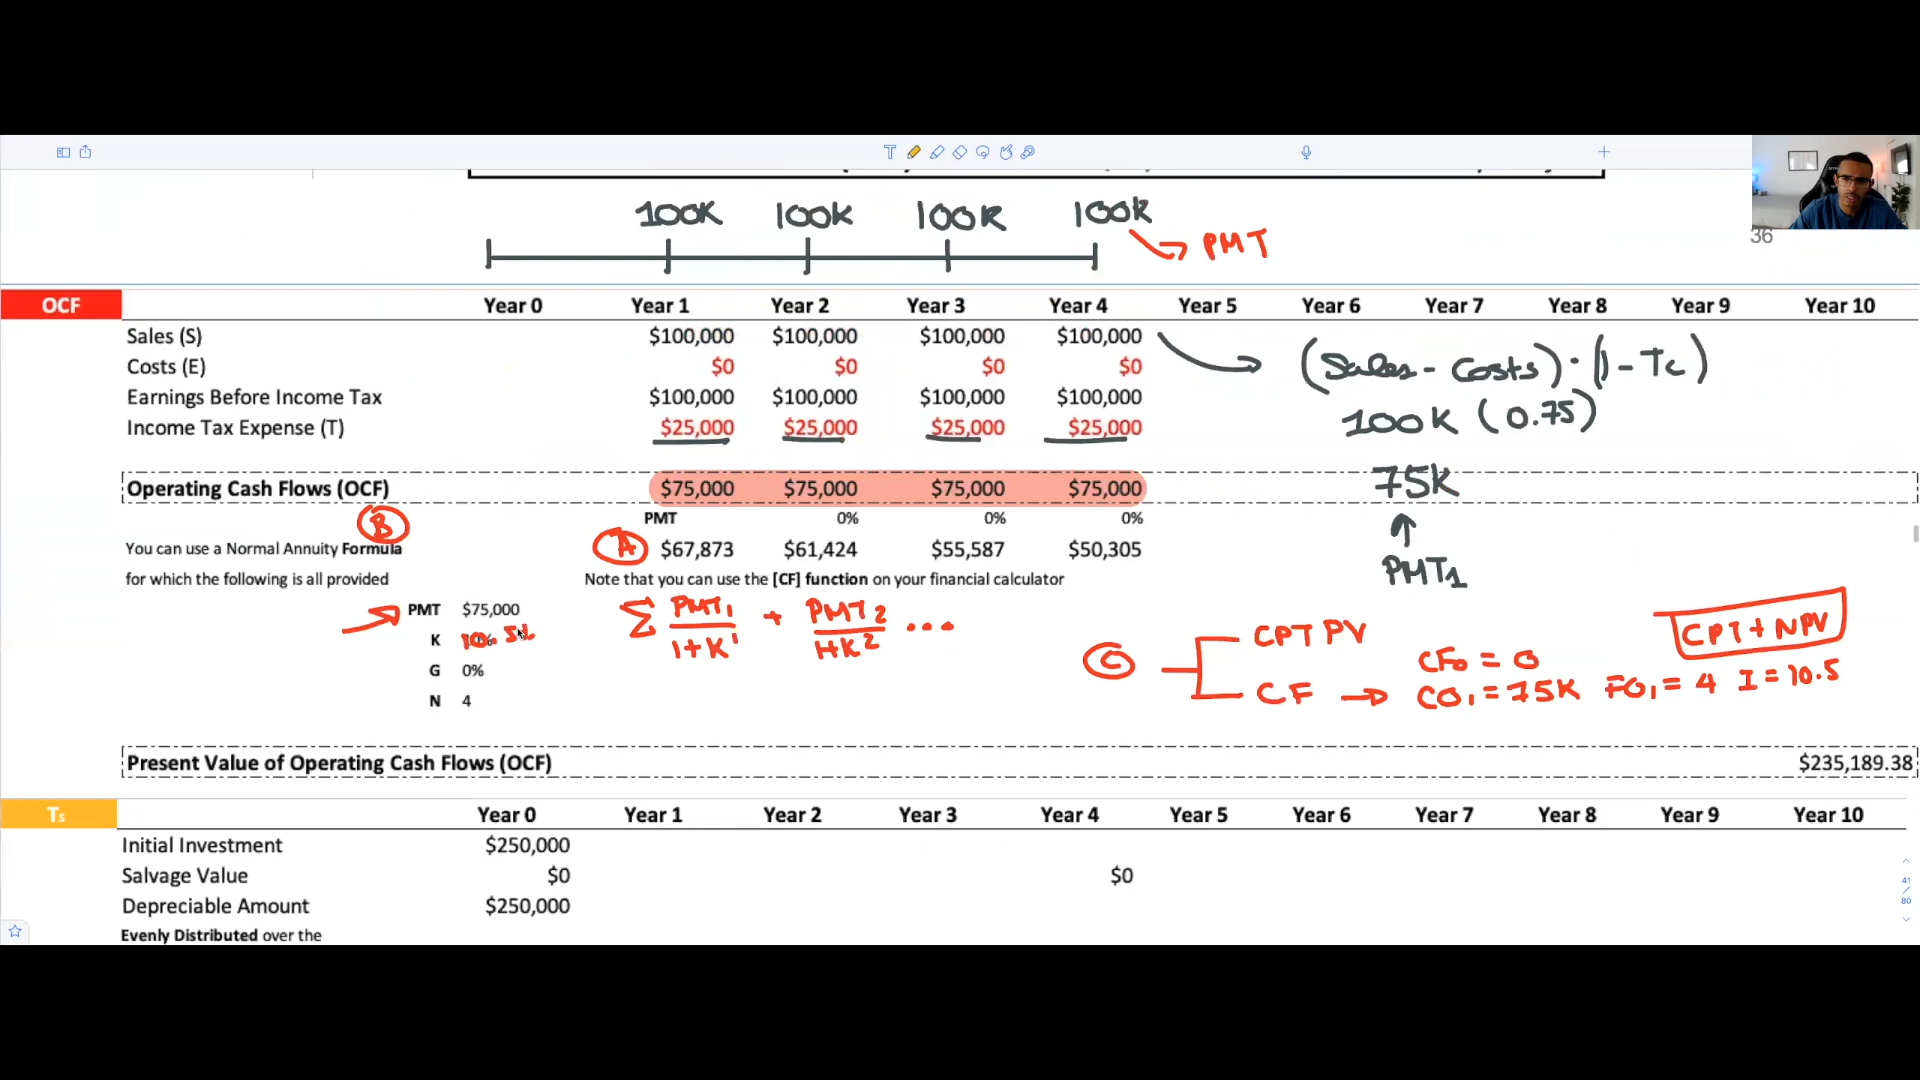 100K 100K 100K 100K
PMT
36
OCF Year 0 Year 1 Year 2 Year 3 Year 4 Year 5 Year 6 Year 7 Year 8 Year 9 Year 10
Sales (S) $100,000 $100,000 $100,000 $100,000
(Sales - Costs) · (1 - Tc)
Costs (E) $0 $0 $0 $0
Earnings Before Income Tax $100,000 $100,000 $100,000 $100,000
100K (0.75)
Income Tax Expense (T) $25,000 $25,000 $25,000 $25,000
Operating Cash Flows (OCF) $75,000 $75,000 $75,000 $75,000
75K
PMT 0% 0% 0%
B
You can use a Normal Annuity Formula
A $67,873 $61,424 $55,587 $50,305
PMT1
for which the following is all provided
Note that you can use the [CF] function on your financial calculator
PMT $75,000
Σ PMT1 + PMT2 ...
1+K1 1+K2
K 10.5%
G 0%
N 4
C CPT PV
CPT + NPV
CF0 = 0
CF → CO1 = 75K FO1 = 4 I = 10.5
Present Value of Operating Cash Flows (OCF) $235,189.38
Ts Year 0 Year 1 Year 2 Year 3 Year 4 Year 5 Year 6 Year 7 Year 8 Year 9 Year 10
Initial Investment $250,000
Salvage Value $0 $0
Depreciable Amount $250,000
Evenly Distributed over the
41
/
80